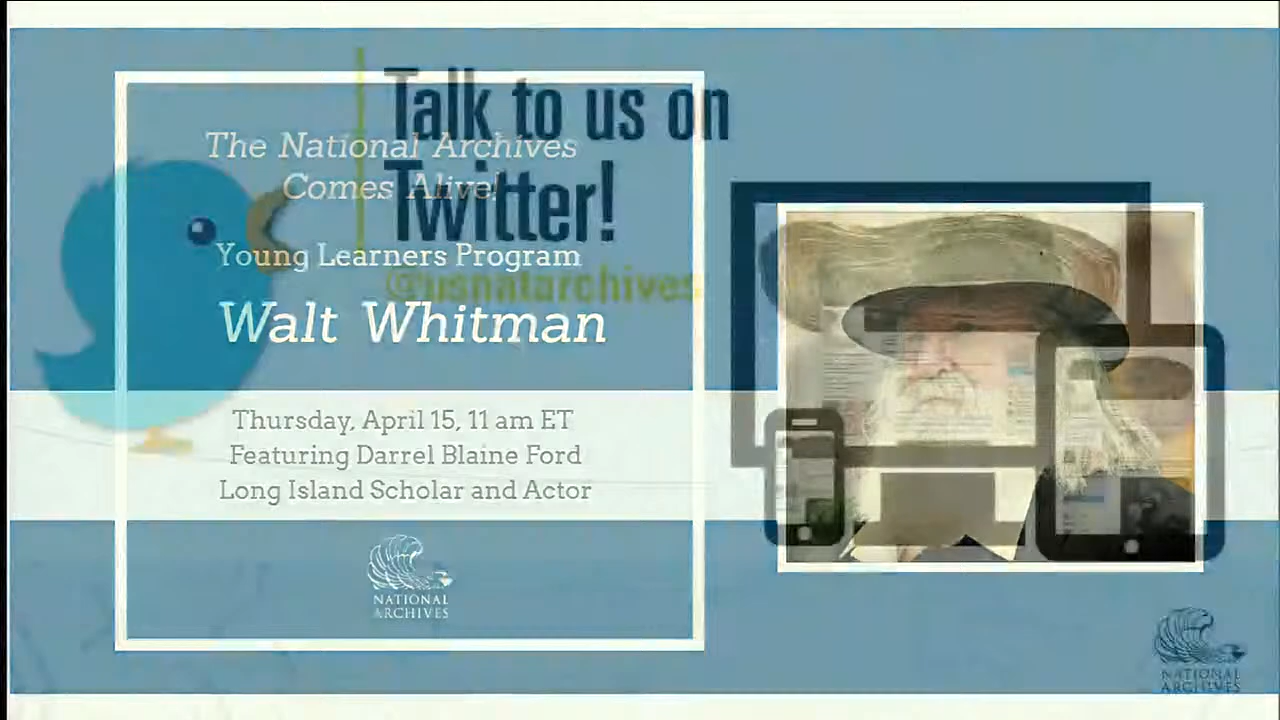 Talk to us on
Twitter!
@usnatarchives
The National Archives
Comes Alive!
Young Learners Program
Walt Whitman
Thursday, April 15, 11 am ET
Featuring Darrel Blaine Ford
Long Island Scholar and Actor
NATIONAL
ARCHIVES
NATIONAL
ARCHIVES